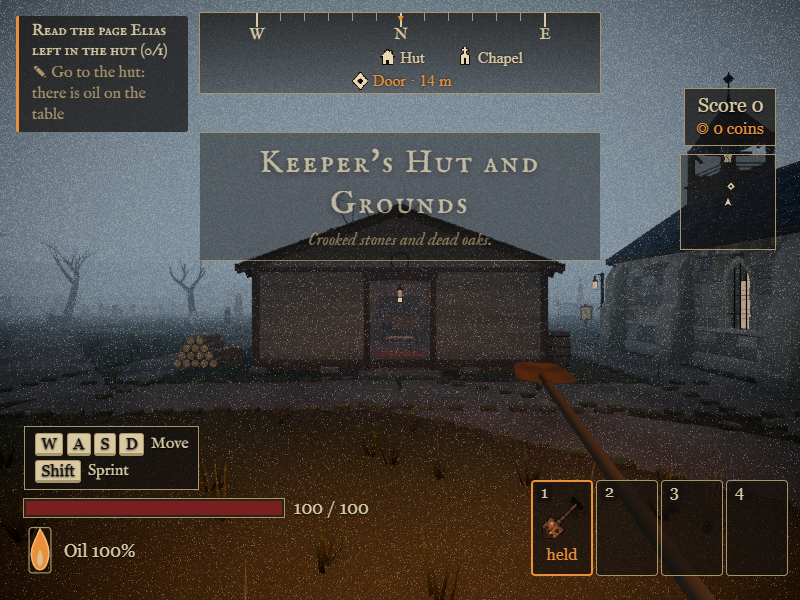 Read the page Elias
left in the hut (0/1)
Go to the hut:
there is oil on the
table
W N E
Hut Chapel
Door · 14 m
Score 0
0 coins
Keeper's Hut and
Grounds
Crooked stones and dead oaks.
W A S D Move
Shift Sprint
100 / 100
Oil 100%
1 2 3 4
held